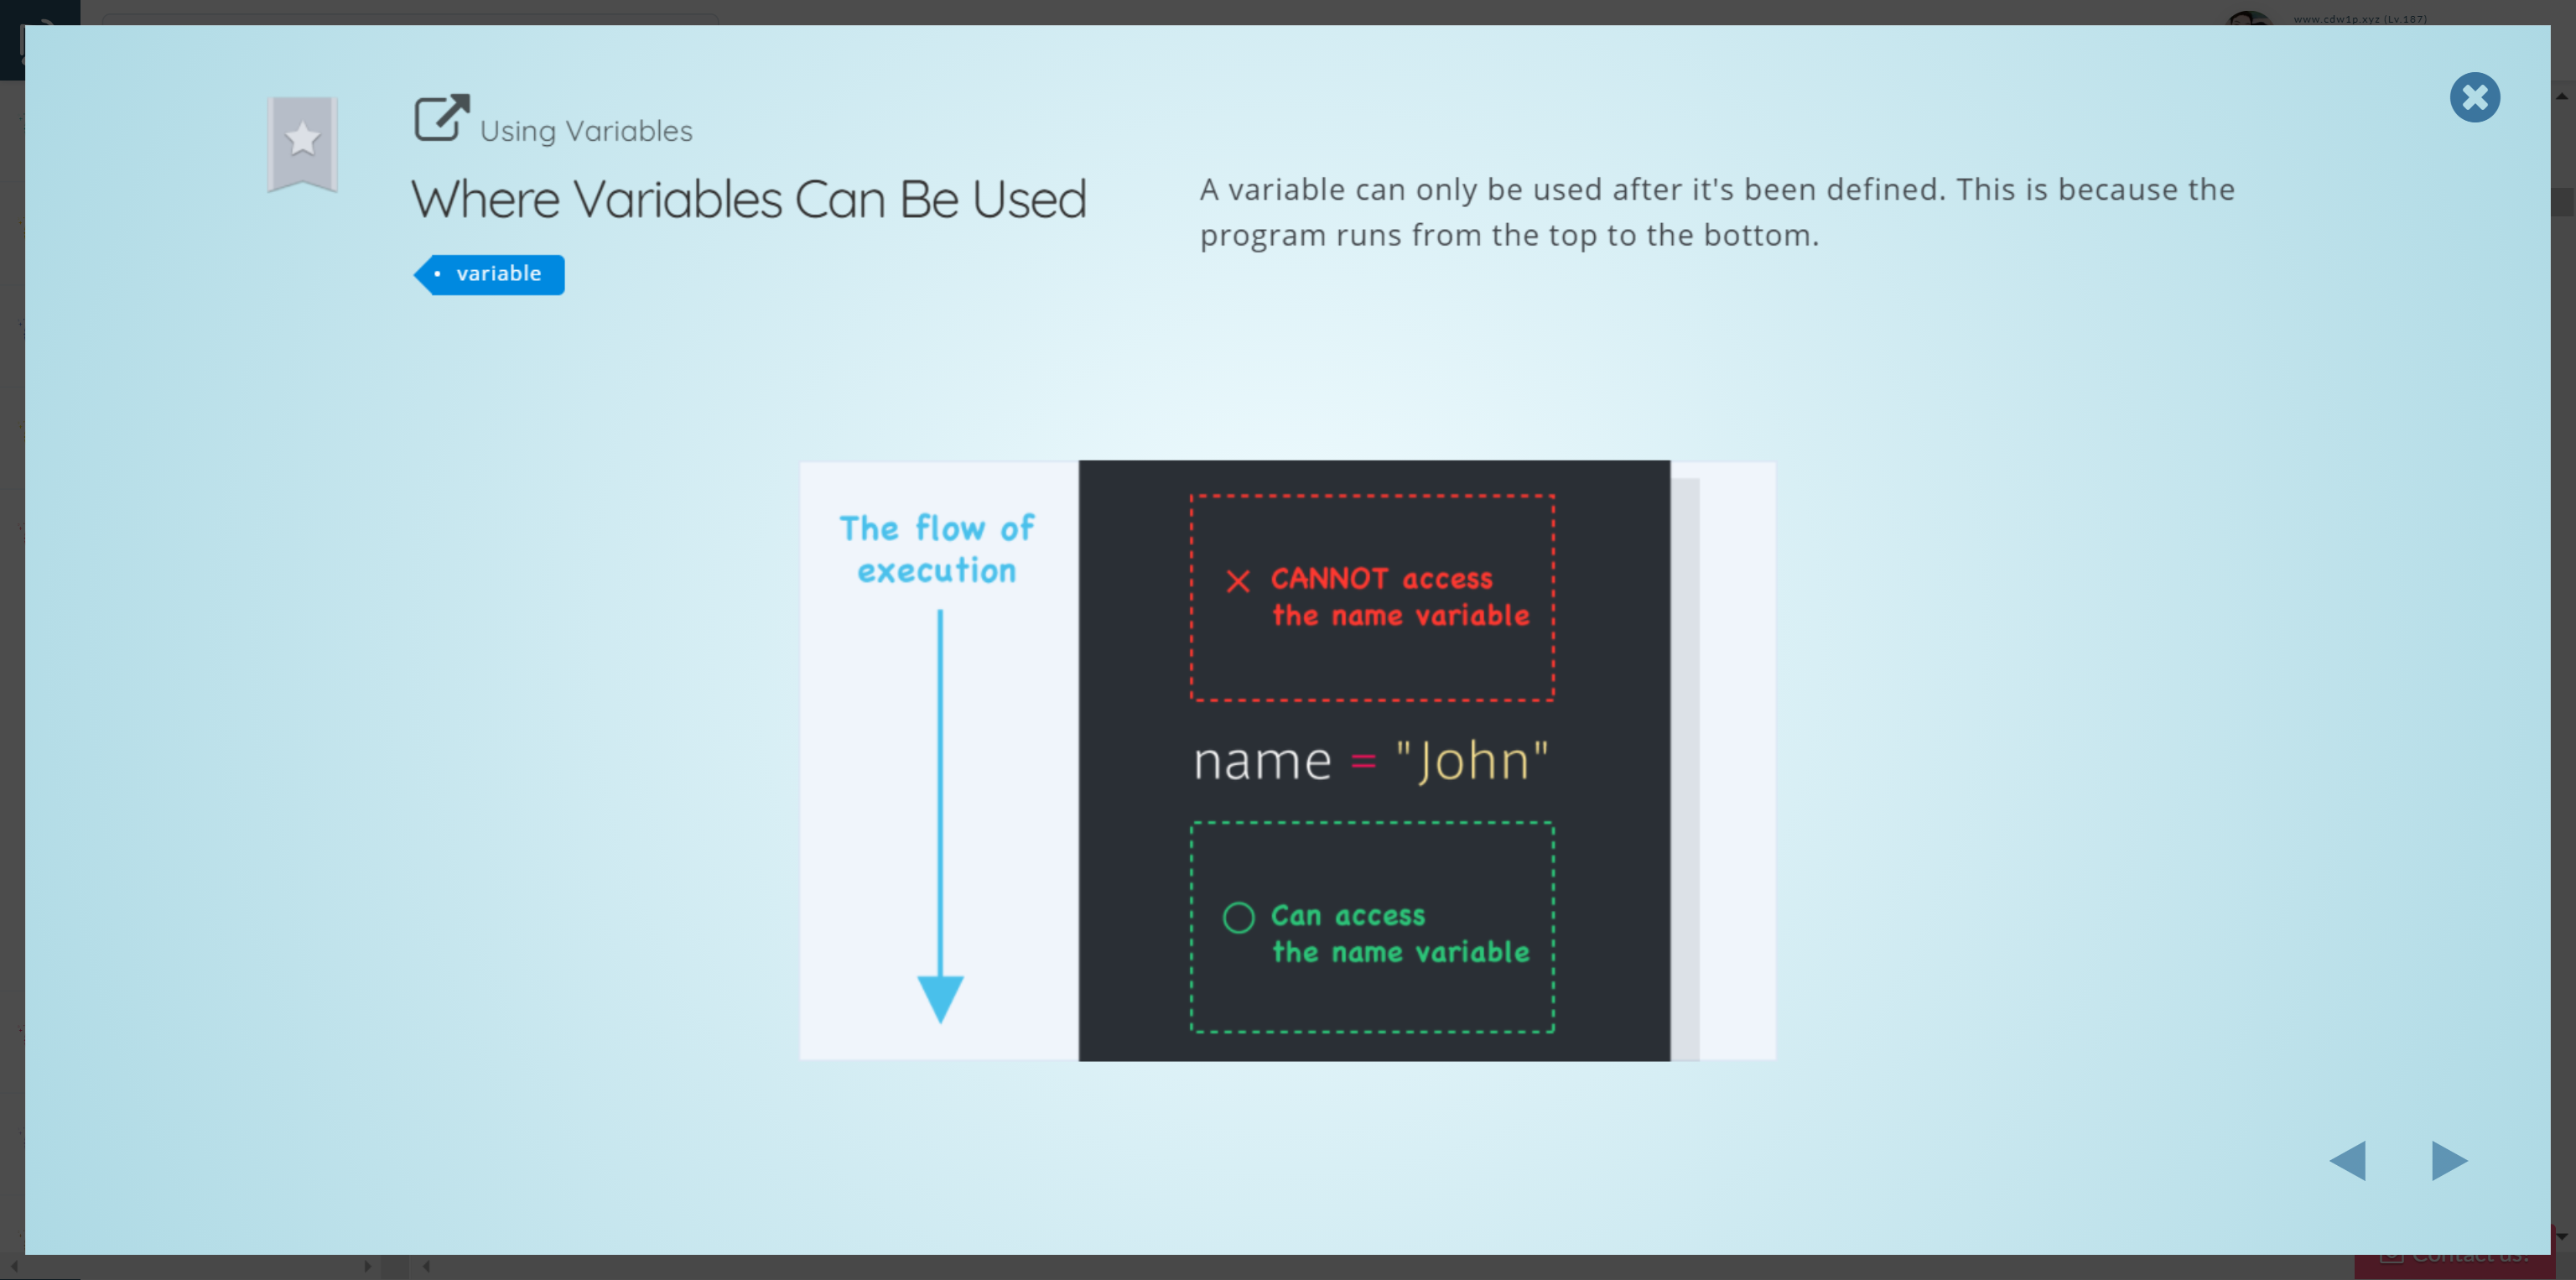 www.cdw1p.xyz (Lv.187)
Using Variables
Where Variables Can Be Used
variable
A variable can only be used after it's been defined. This is because the
program runs from the top to the bottom.
The flow of
execution
CANNOT access
the name variable
name = "John"
Can access
the name variable
Contact us!